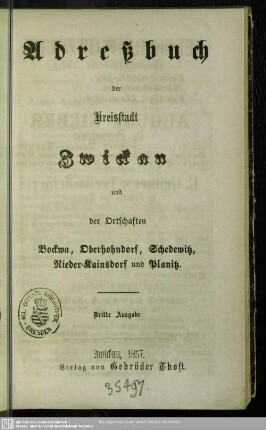 Adreßbuch
der
Kreisstadt
Zwickau
und
der Ortschaften
Bockwa, Oberhohndorf, Schedewitz,
Nieder-Kainsdorf und Planitz.
Dritte Ausgabe.
Zwickau, 1857.
Verlag von Gebrüder Thost.
35497.